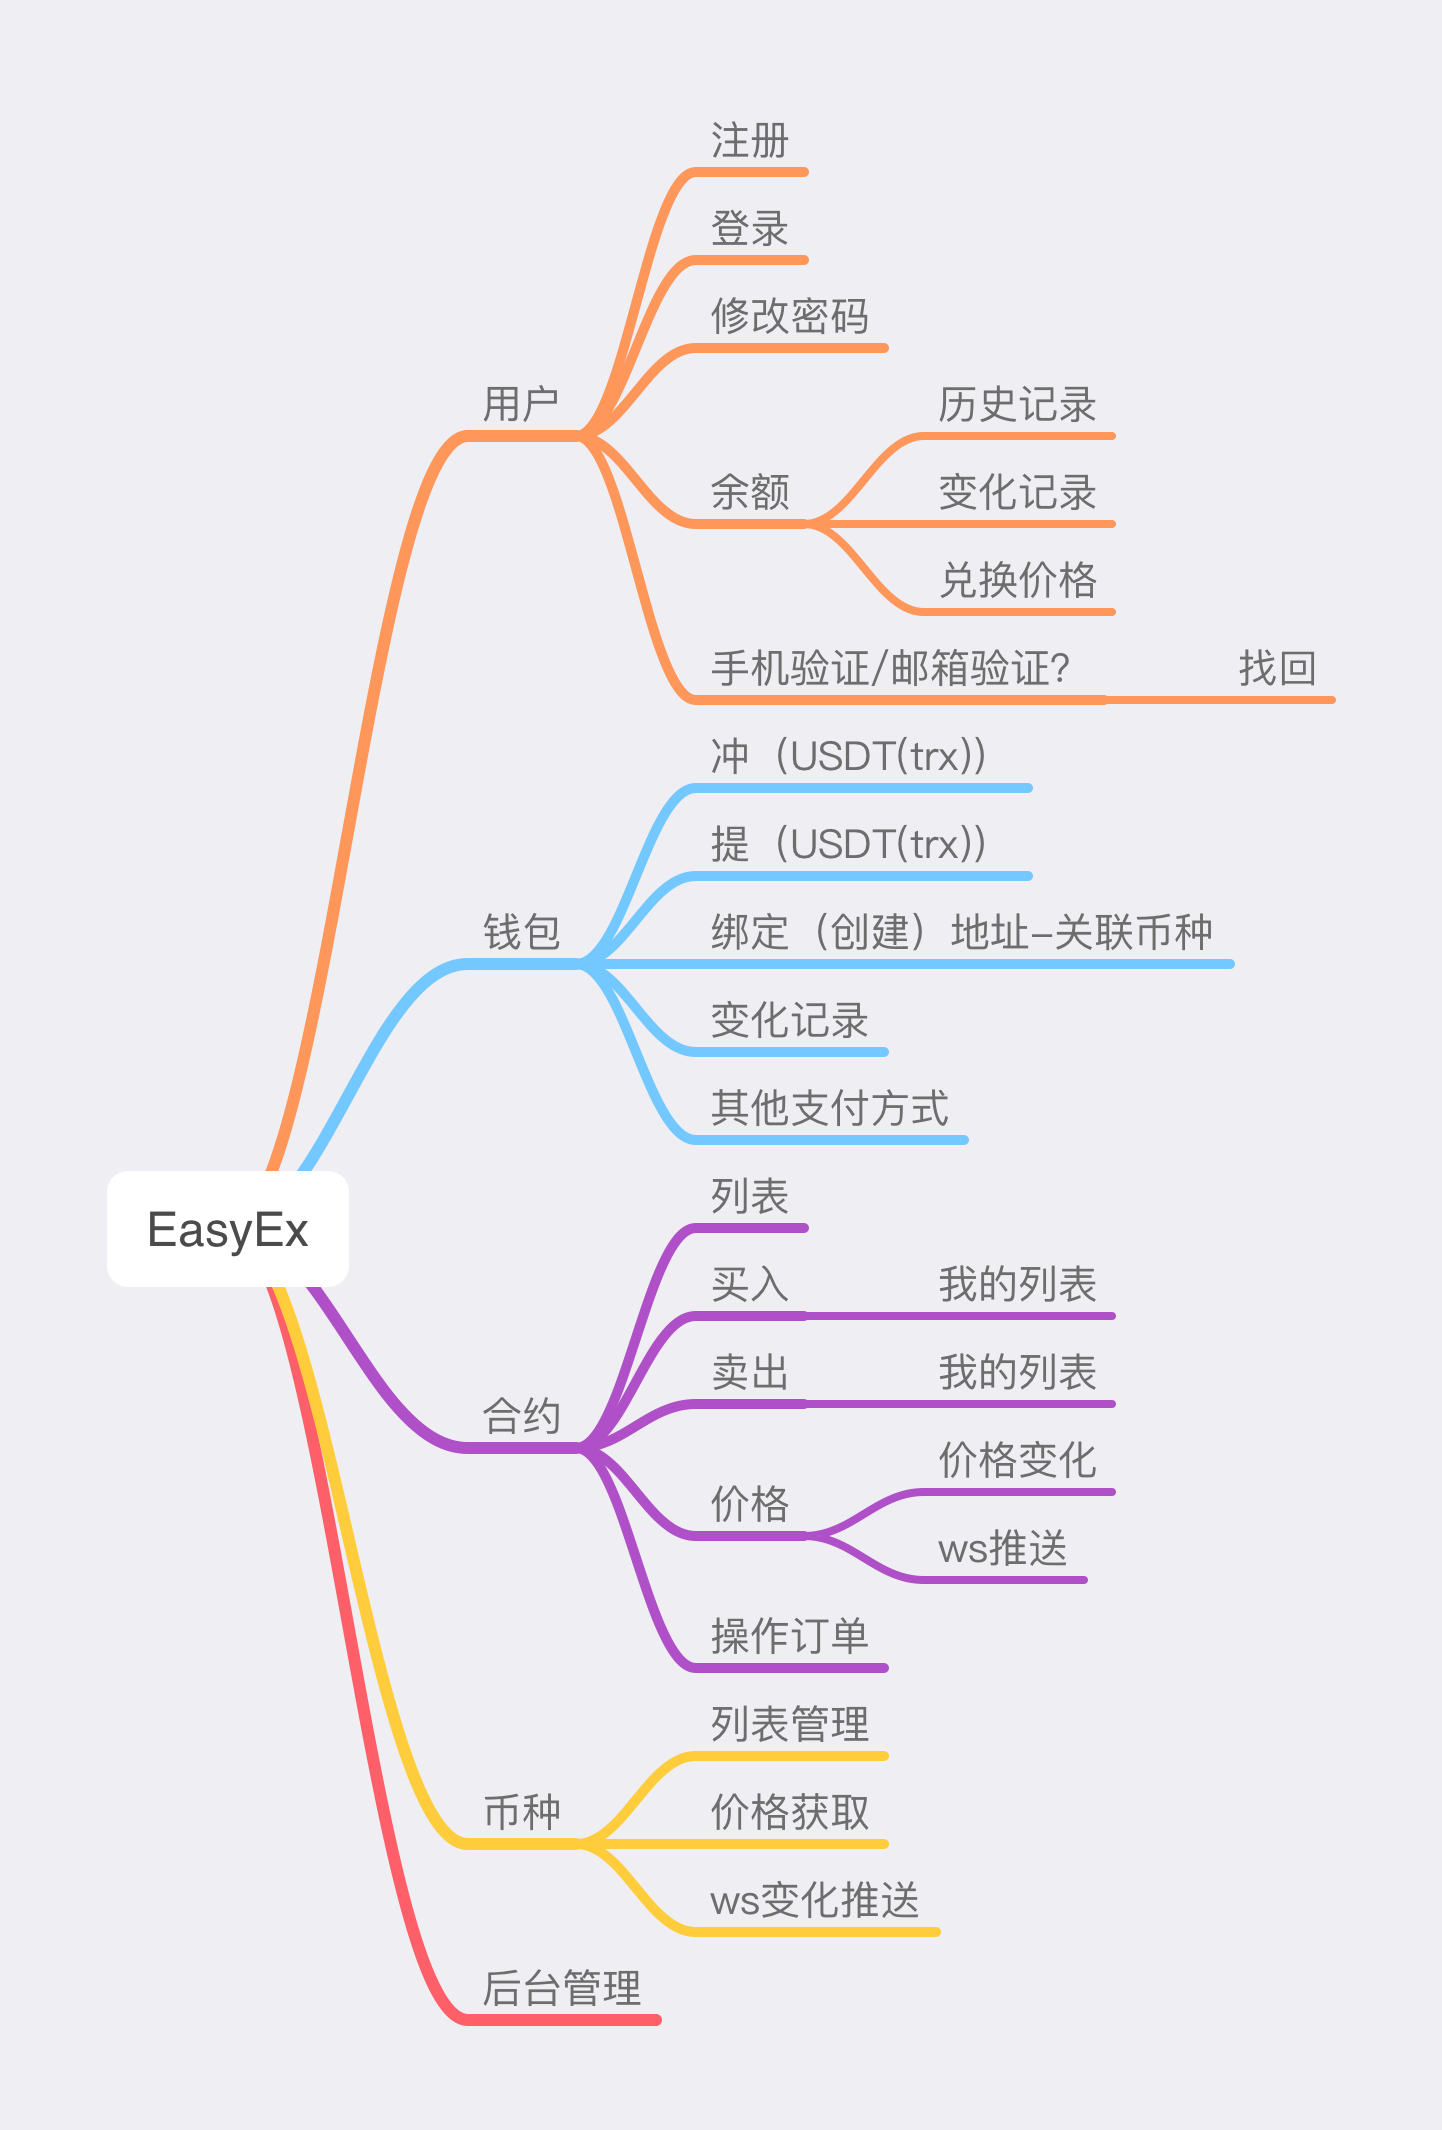 注册
登录
修改密码
用户
历史记录
余额
变化记录
兑换价格
手机验证/邮箱验证?
找回
冲（USDT(trx)）
提（USDT(trx)）
钱包
绑定（创建）地址-关联币种
变化记录
其他支付方式
EasyEx
列表
买入
我的列表
卖出
我的列表
合约
价格变化
价格
ws推送
操作订单
列表管理
币种
价格获取
ws变化推送
后台管理